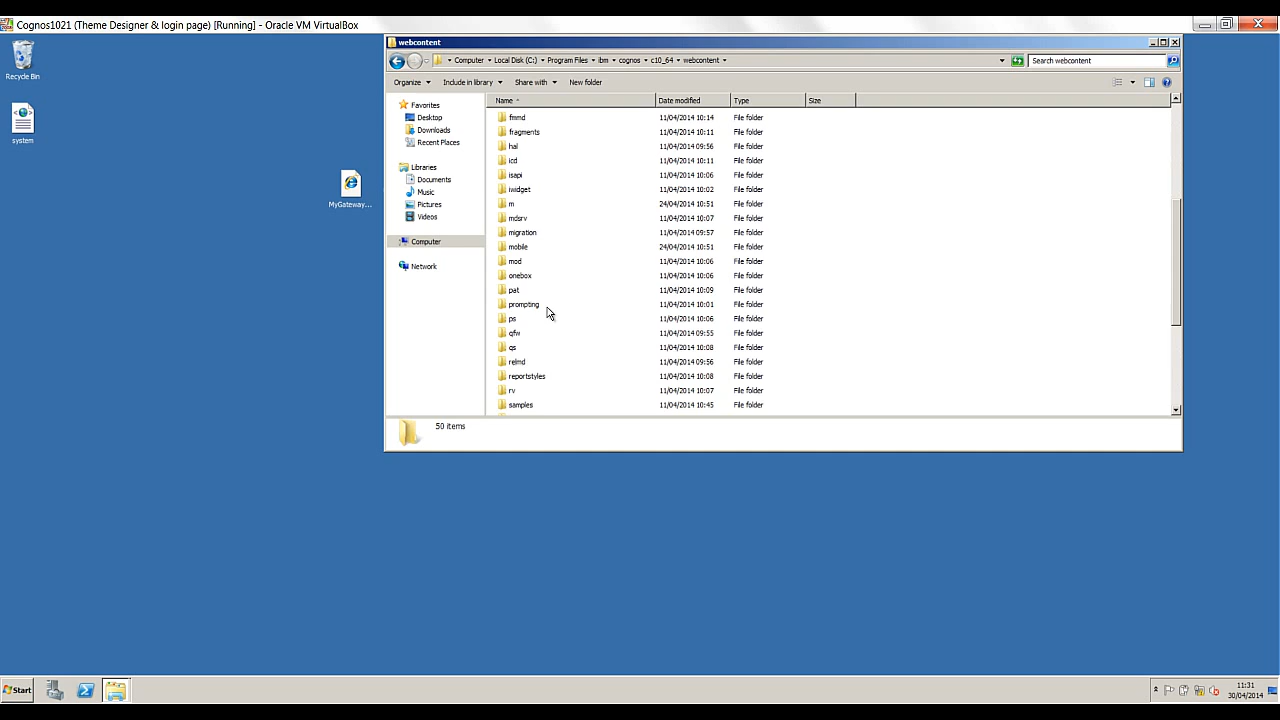 Cognos1021 (Theme Designer & login page) [Running] - Oracle VM VirtualBox
Recycle Bin
system
MyGateway...
webcontent
Computer Local Disk (C:) Program Files ibm cognos c10_64 webcontent
Search webcontent
Organize Include in library Share with New folder
Favorites
Desktop
Downloads
Recent Places
Libraries
Documents
Music
Pictures
Videos
Computer
Network
Name Date modified Type Size
fmmd 11/04/2014 10:14 File folder
fragments 11/04/2014 10:11 File folder
hal 11/04/2014 09:56 File folder
icd 11/04/2014 10:11 File folder
isapi 11/04/2014 10:06 File folder
iwidget 11/04/2014 10:02 File folder
m 24/04/2014 10:51 File folder
mdsrv 11/04/2014 10:07 File folder
migration 11/04/2014 09:57 File folder
mobile 24/04/2014 10:51 File folder
mod 11/04/2014 10:06 File folder
onebox 11/04/2014 10:06 File folder
pat 11/04/2014 10:09 File folder
prompting 11/04/2014 10:01 File folder
ps 11/04/2014 10:06 File folder
qfw 11/04/2014 09:55 File folder
qs 11/04/2014 10:08 File folder
relmd 11/04/2014 09:56 File folder
reportstyles 11/04/2014 10:08 File folder
rv 11/04/2014 10:07 File folder
samples 11/04/2014 10:45 File folder
50 items
Start
11:31
30/04/2014